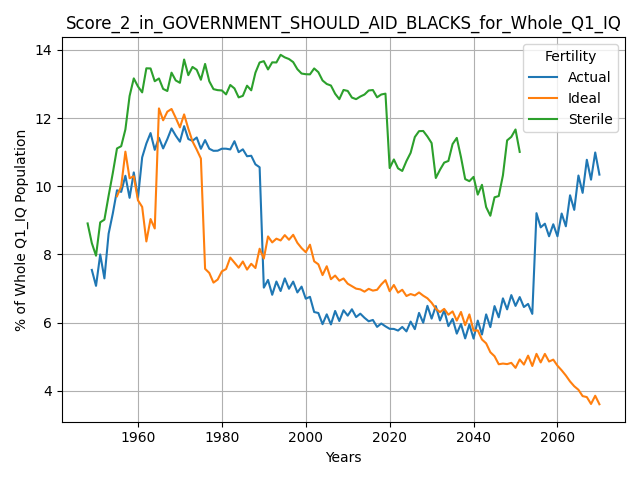 Score_2_in_GOVERNMENT_SHOULD_AID_BLACKS_for_Whole_Q1_IQ
14
12
10
8
6
4
% of Whole Q1_IQ Population
Fertility
Actual
Ideal
Sterile
1960 1980 2000 2020 2040 2060
Years